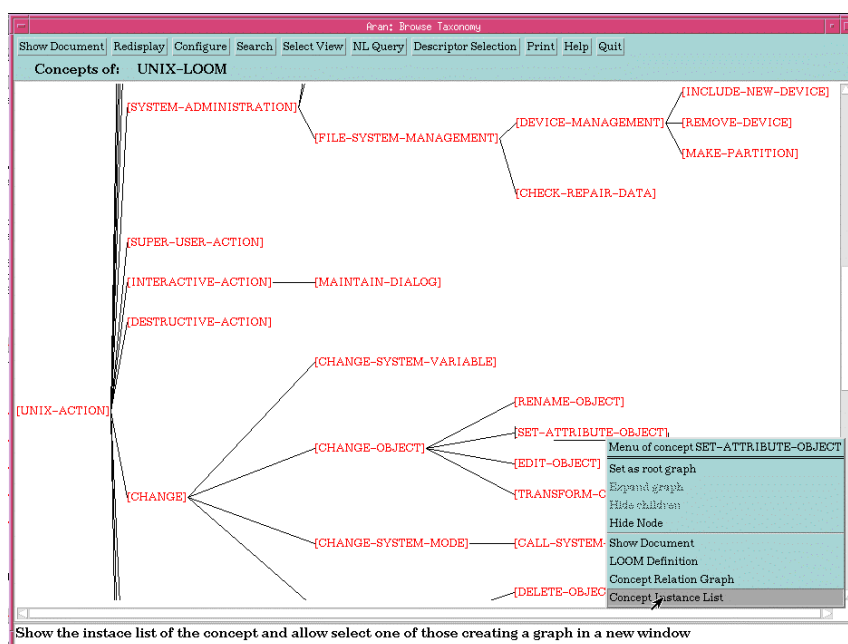 Aran: Browse Taxonomy
Show Document Redisplay Configure Search Select View NL Query Descriptor Selection Print Help Quit
Concepts of: UNIX-LOOM
[INCLUDE-NEW-DEVICE]
[SYSTEM-ADMINISTRATION]
[DEVICE-MANAGEMENT] [REMOVE-DEVICE]
[FILE-SYSTEM-MANAGEMENT]
[MAKE-PARTITION]
[CHECK-REPAIR-DATA]
[SUPER-USER-ACTION]
[INTERACTIVE-ACTION] [MAINTAIN-DIALOG]
[DESTRUCTIVE-ACTION]
[CHANGE-SYSTEM-VARIABLE]
[RENAME-OBJECT]
[UNIX-ACTION]
[SET-ATTRIBUTE-OBJECT]
[CHANGE-OBJECT]
Menu of concept SET-ATTRIBUTE-OBJECT
[EDIT-OBJECT]
Set as root graph
Expand graph
[CHANGE]
[TRANSFORM-C
Hide children
Hide Node
[CHANGE-SYSTEM-MODE] [CALL-SYSTEM-
Show Document
LOOM Definition
Concept Relation Graph
[DELETE-OBJEC
Concept Instance List
Show the instace list of the concept and allow select one of those creating a graph in a new window